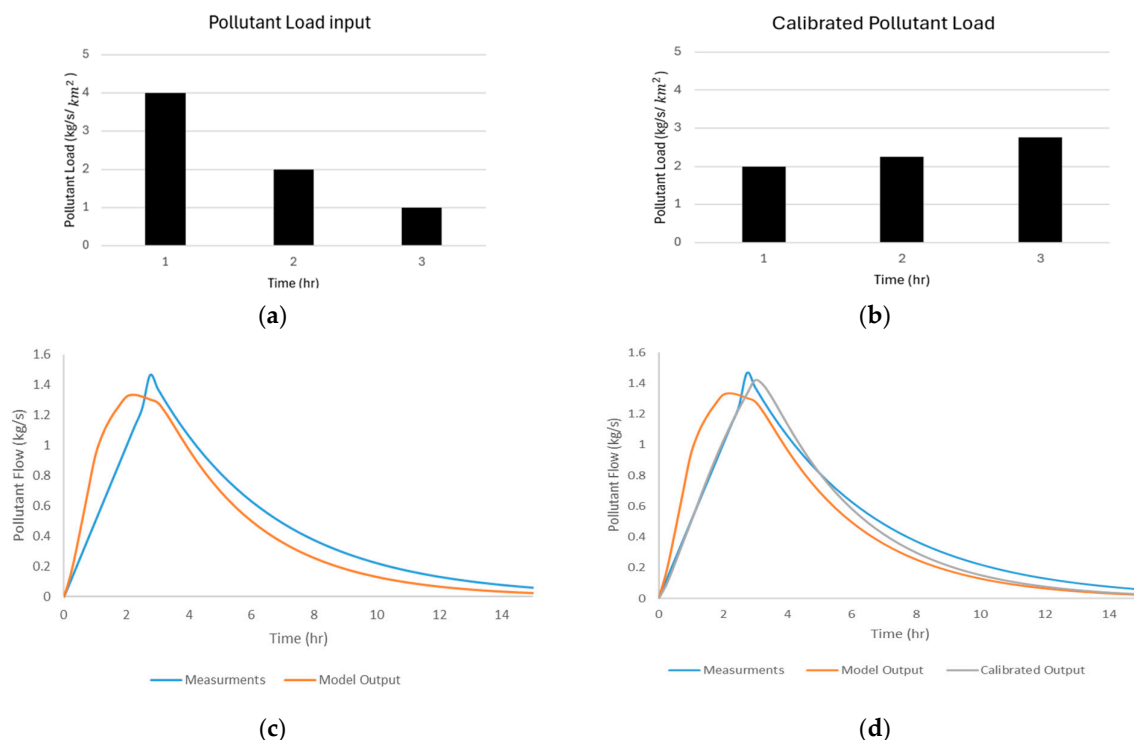 Pollutant Load input
Pollutant Load (kg/s/ km²)
5
4
3
2
1
0
1 2 3
Time (hr)
(a)
Calibrated Pollutant Load
Pollutant Load (kg/s/ km²)
5
4
3
2
1
0
1 2 3
Time (hr)
(b)
Pollutant Flow (kg/s)
1.6
1.4
1.2
1
0.8
0.6
0.4
0.2
0
0 2 4 6 8 10 12 14
Time (hr)
Measurments Model Output
(c)
Pollutant Flow (kg/s)
1.6
1.4
1.2
1
0.8
0.6
0.4
0.2
0
0 2 4 6 8 10 12 14
Time (hr)
Measurments Model Output Calibrated Output
(d)